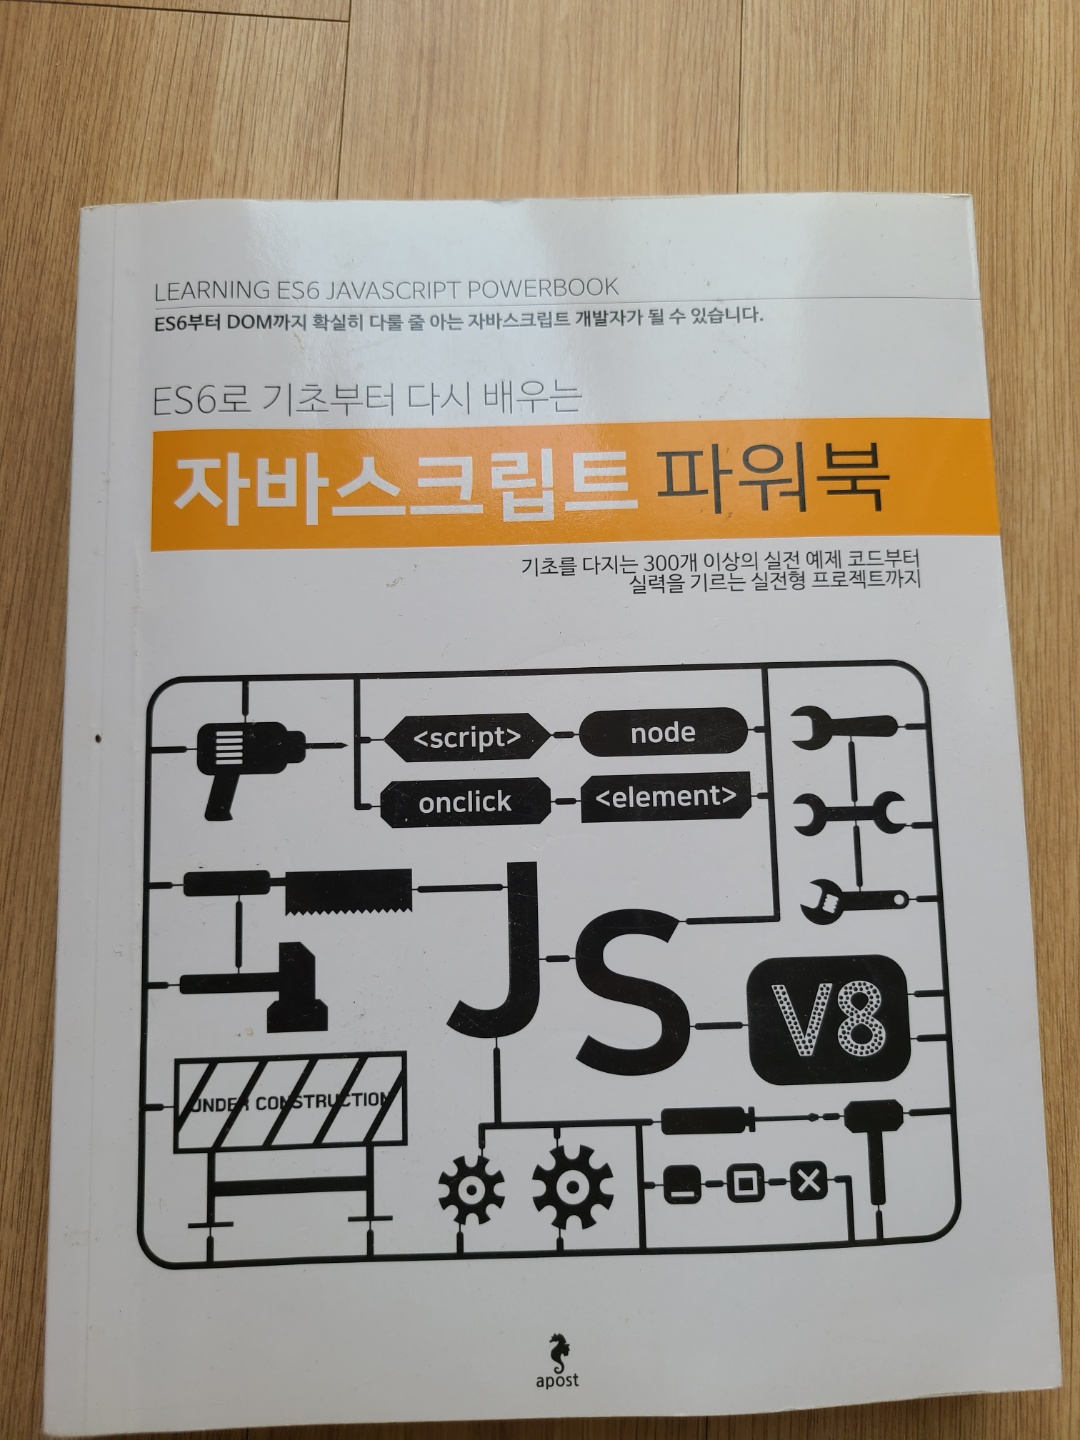 LEARNING ES6 JAVASCRIPT POWERBOOK
ES6부터 DOM까지 확실히 다룰 줄 아는 자바스크립트 개발자가 될 수 있습니다.
ES6로 기초부터 다시 배우는
자바스크립트 파워북
기초를 다지는 300개 이상의 실전 예제 코드부터
실력을 기르는 실전형 프로젝트까지
<script> node
onclick <element>
JS
V8
UNDER CONSTRUCTION
apost